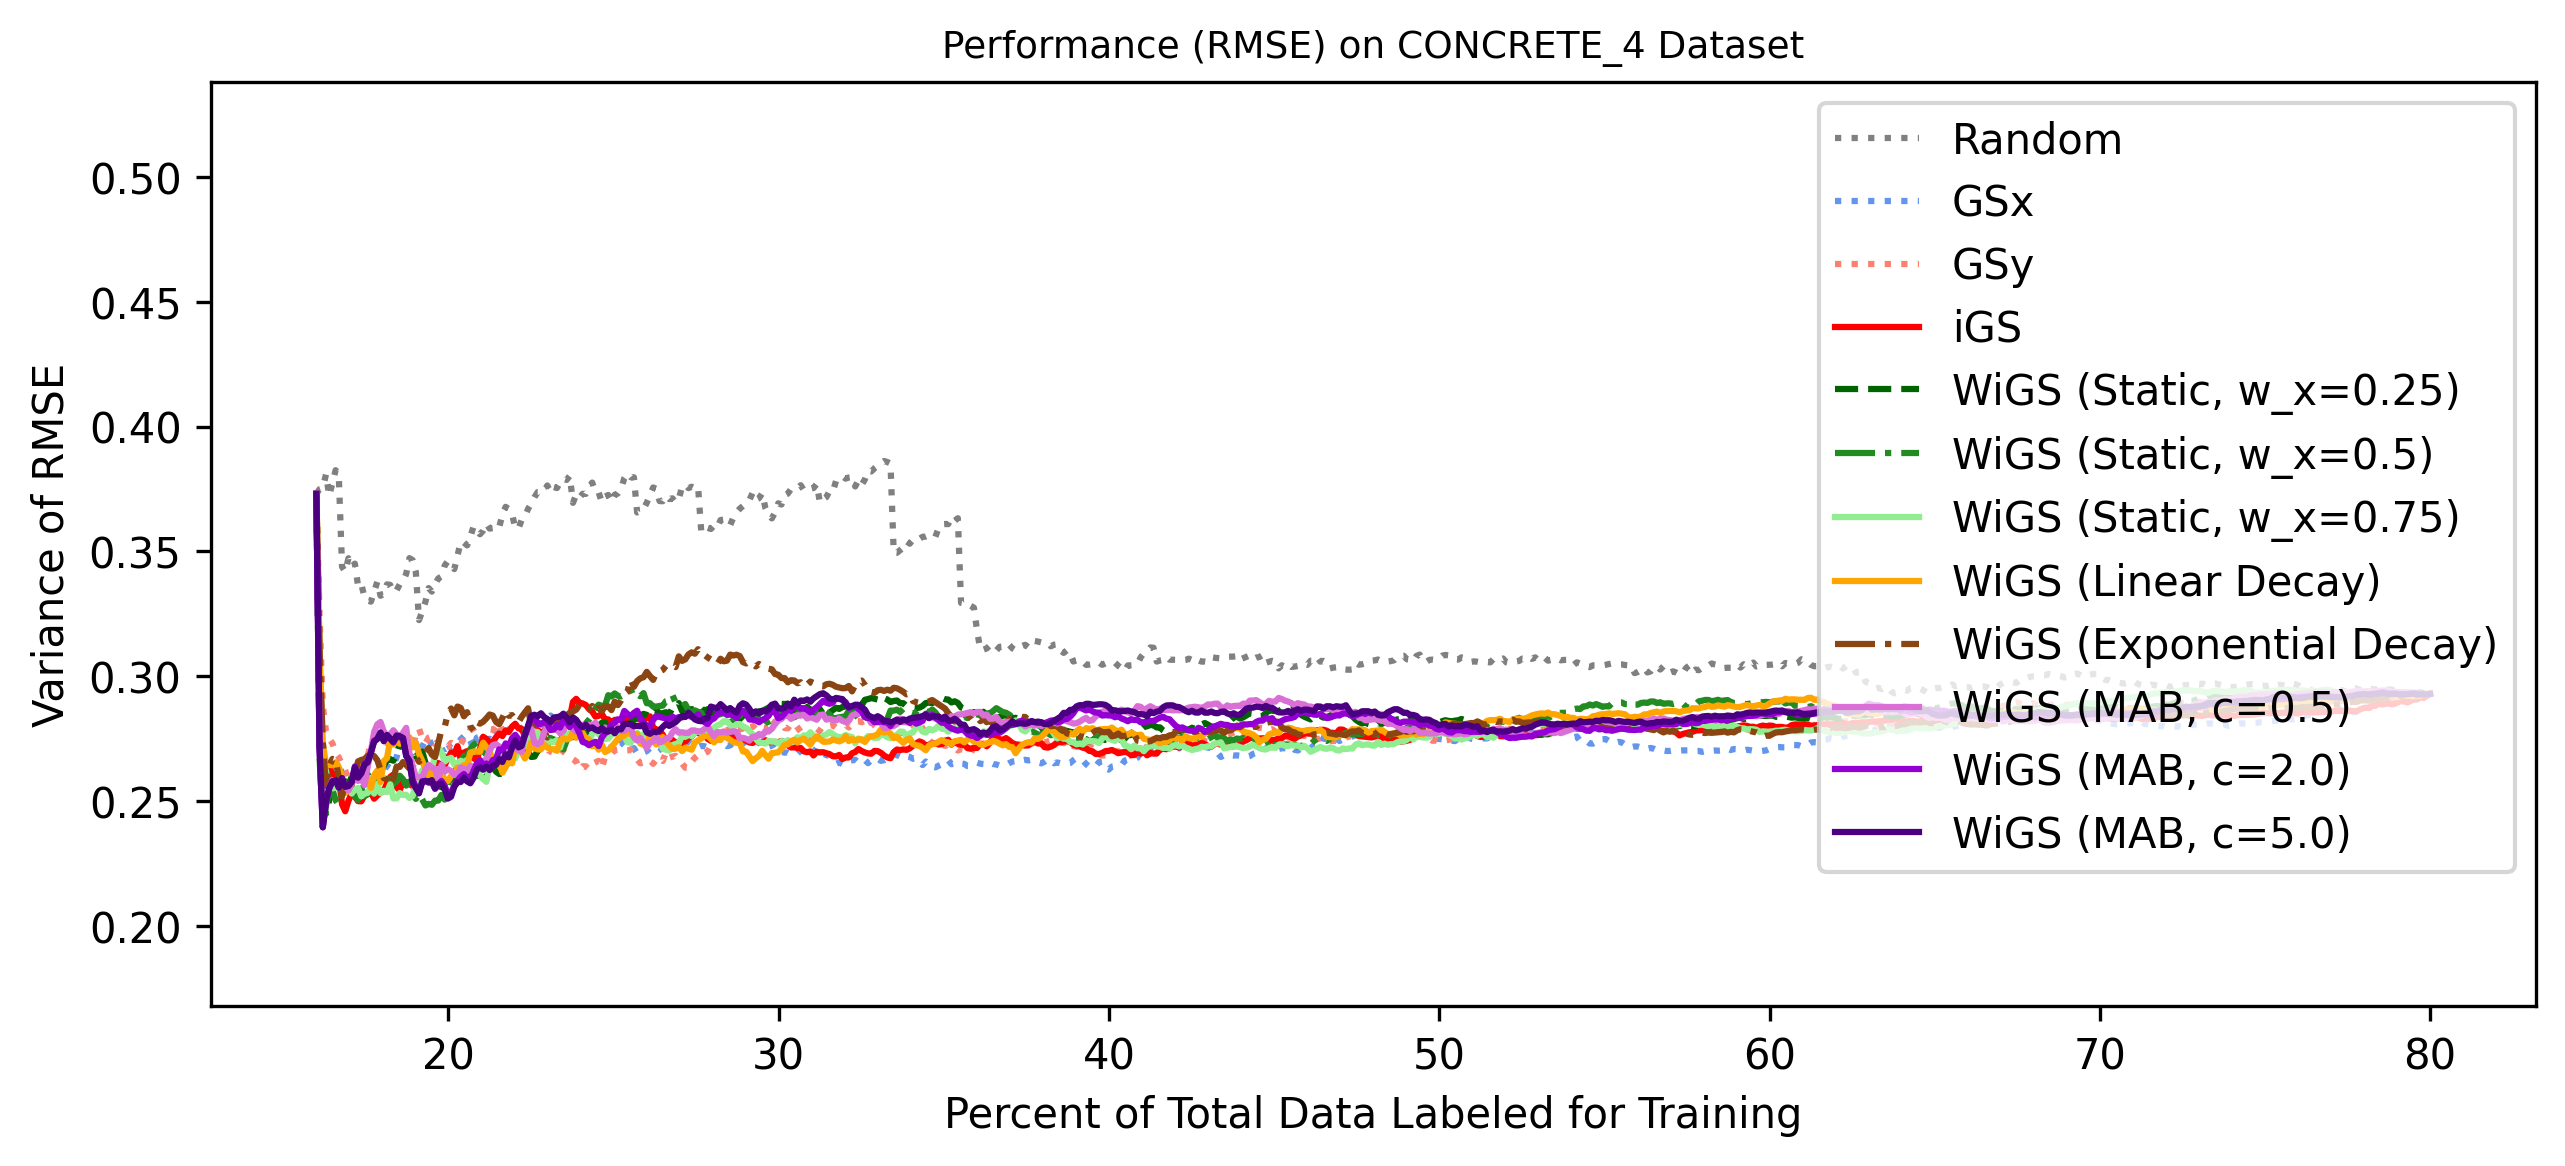 Performance (RMSE) on CONCRETE_4 Dataset
Variance of RMSE
0.50
0.45
0.40
0.35
0.30
0.25
0.20
Random
GSx
GSy
iGS
WiGS (Static, w_x=0.25)
WiGS (Static, w_x=0.5)
WiGS (Static, w_x=0.75)
WiGS (Linear Decay)
WiGS (Exponential Decay)
WiGS (MAB, c=0.5)
WiGS (MAB, c=2.0)
WiGS (MAB, c=5.0)
20 30 40 50 60 70 80
Percent of Total Data Labeled for Training